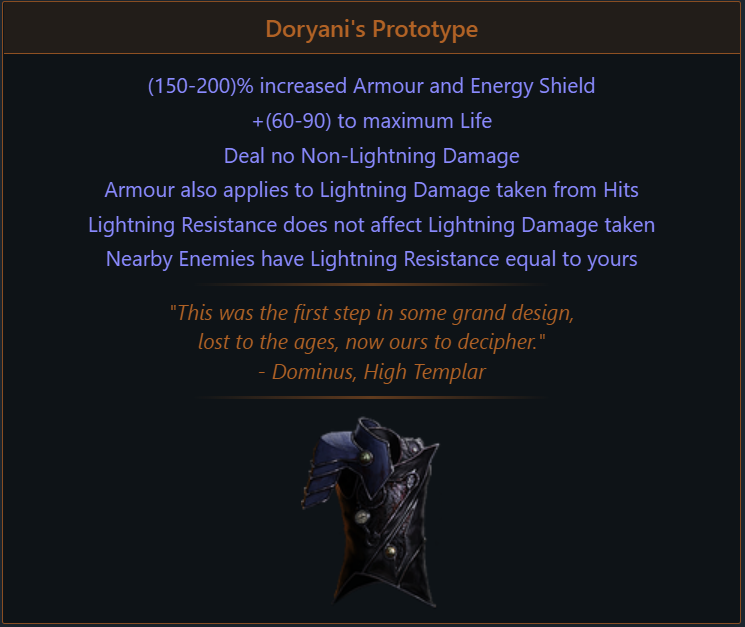 Doryani's Prototype
(150-200)% increased Armour and Energy Shield
+(60-90) to maximum Life
Deal no Non-Lightning Damage
Armour also applies to Lightning Damage taken from Hits
Lightning Resistance does not affect Lightning Damage taken
Nearby Enemies have Lightning Resistance equal to yours
"This was the first step in some grand design,
lost to the ages, now ours to decipher."
- Dominus, High Templar